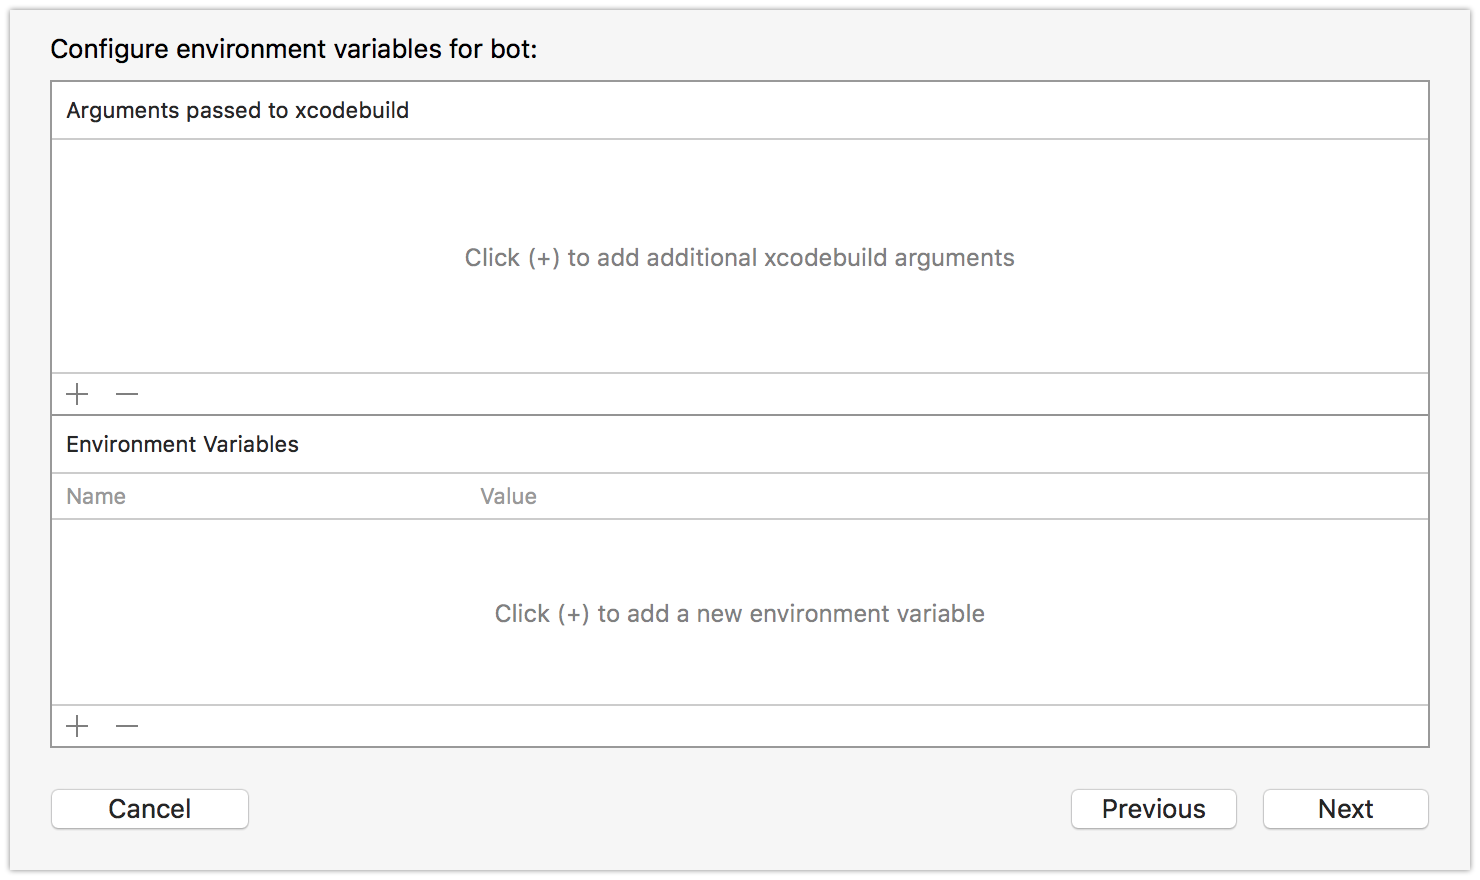 Configure environment variables for bot:
Arguments passed to xcodebuild
Click (+) to add additional xcodebuild arguments
Environment Variables
Name Value
Click (+) to add a new environment variable
Cancel Previous Next